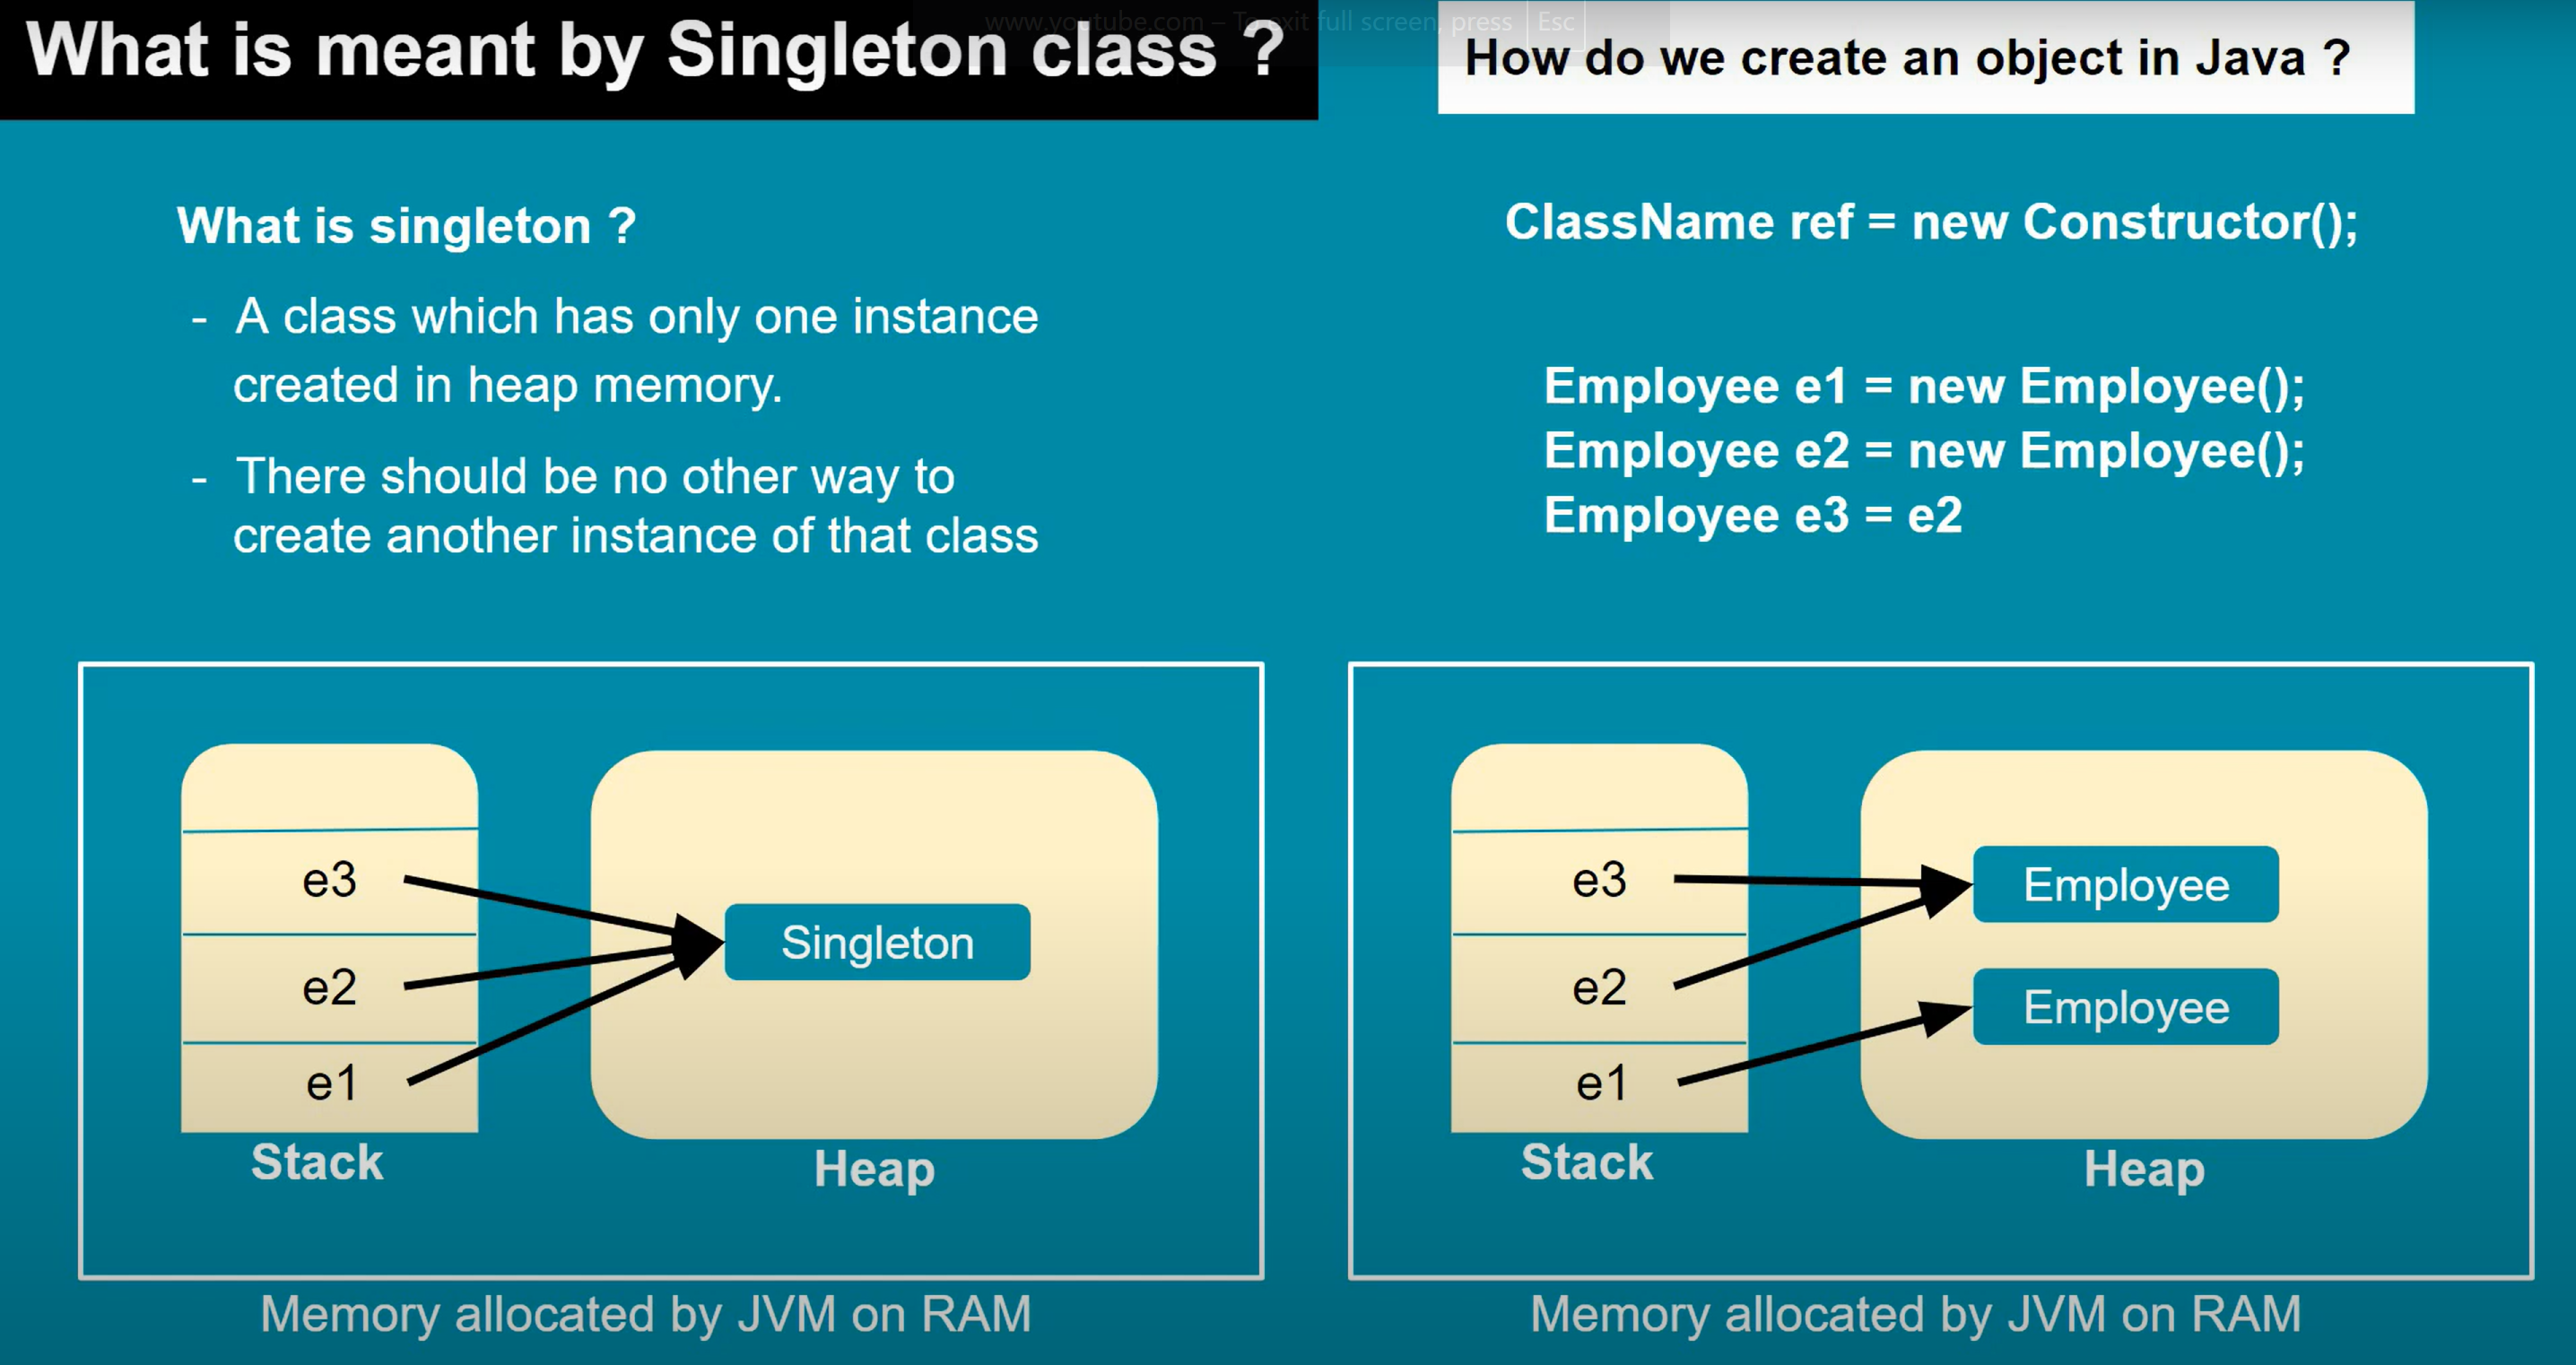 What is meant by Singleton class ?
www.youtube.com – To exit full screen, press Esc
How do we create an object in Java ?
What is singleton ?
- A class which has only one instance
created in heap memory.
- There should be no other way to
create another instance of that class
ClassName ref = new Constructor();
Employee e1 = new Employee();
Employee e2 = new Employee();
Employee e3 = e2
e3
e2
e1
Stack
Singleton
Heap
Memory allocated by JVM on RAM
e3
e2
e1
Stack
Employee
Employee
Heap
Memory allocated by JVM on RAM